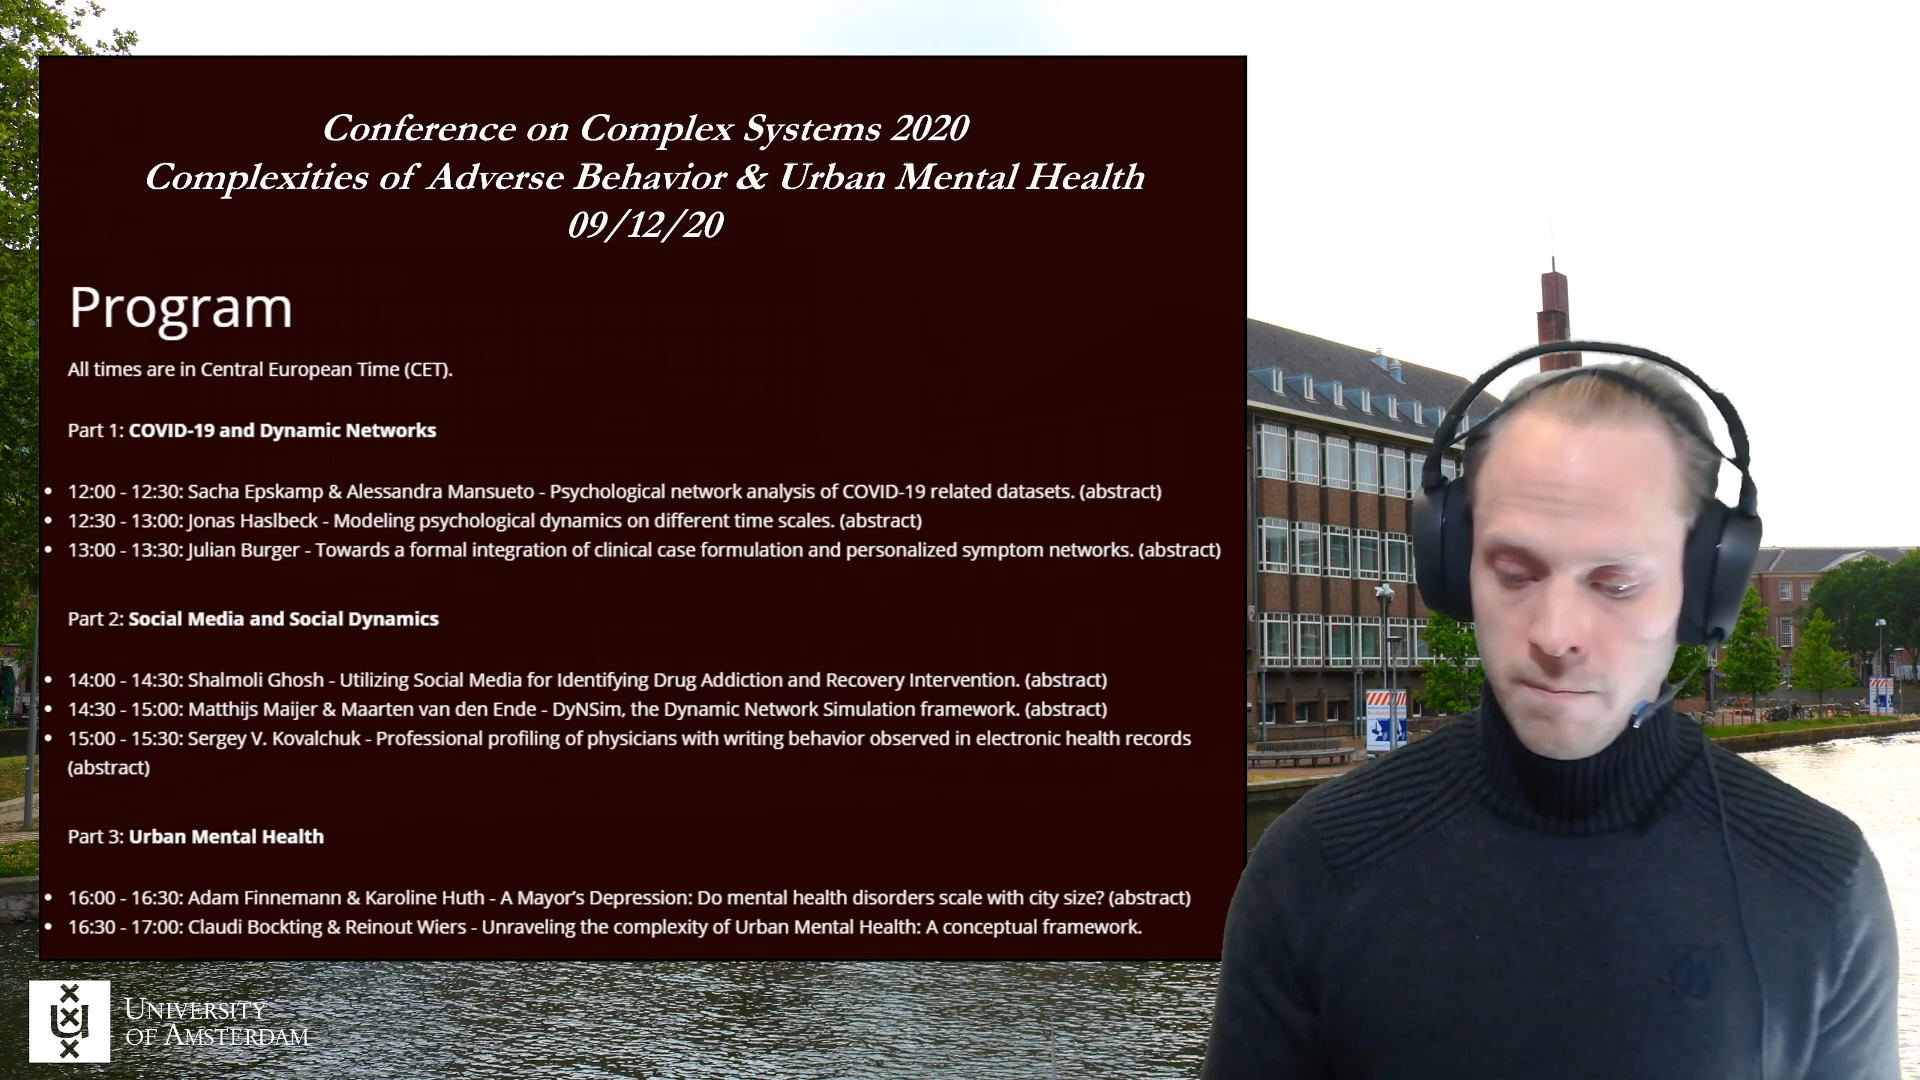 Conference on Complex Systems 2020
Complexities of Adverse Behavior & Urban Mental Health
09/12/20
Program
All times are in Central European Time (CET).
Part 1: COVID-19 and Dynamic Networks
• 12:00 - 12:30: Sacha Epskamp & Alessandra Mansueto - Psychological network analysis of COVID-19 related datasets. (abstract)
• 12:30 - 13:00: Jonas Haslbeck - Modeling psychological dynamics on different time scales. (abstract)
• 13:00 - 13:30: Julian Burger - Towards a formal integration of clinical case formulation and personalized symptom networks. (abstract)
Part 2: Social Media and Social Dynamics
• 14:00 - 14:30: Shalmoli Ghosh - Utilizing Social Media for Identifying Drug Addiction and Recovery Intervention. (abstract)
• 14:30 - 15:00: Matthijs Maijer & Maarten van den Ende - DyNSim, the Dynamic Network Simulation framework. (abstract)
• 15:00 - 15:30: Sergey V. Kovalchuk - Professional profiling of physicians with writing behavior observed in electronic health records
(abstract)
Part 3: Urban Mental Health
• 16:00 - 16:30: Adam Finnemann & Karoline Huth - A Mayor's Depression: Do mental health disorders scale with city size? (abstract)
• 16:30 - 17:00: Claudi Bockting & Reinout Wiers - Unraveling the complexity of Urban Mental Health: A conceptual framework.
UNIVERSITY
OF AMSTERDAM